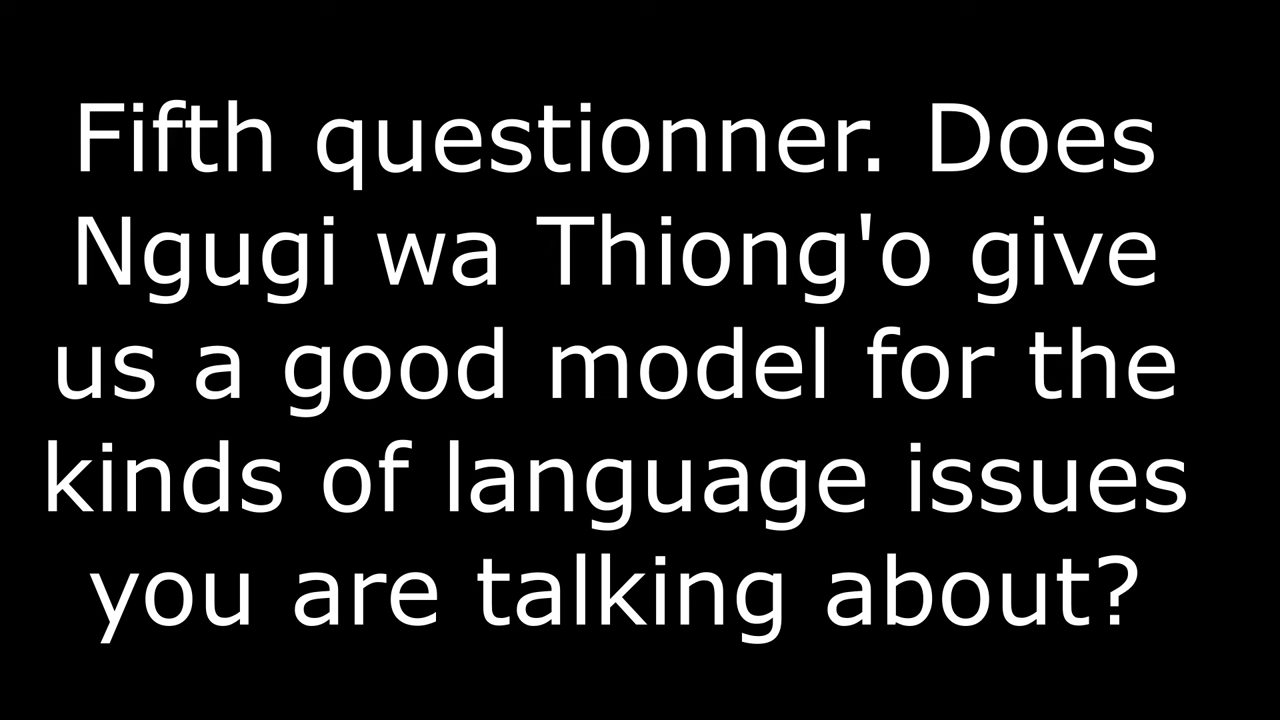 Fifth questionner. Does
Ngugi wa Thiong'o give
us a good model for the
kinds of language issues
you are talking about?